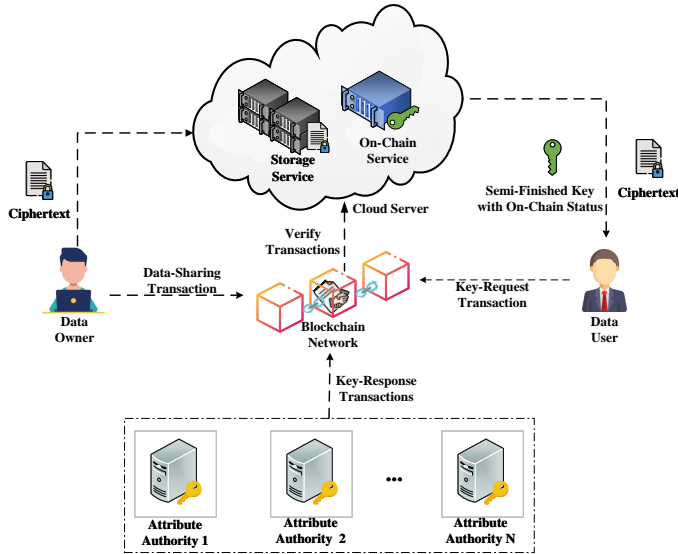 Storage
Service
On-Chain
Service
Cloud Server
Ciphertext
Semi-Finished Key
with On-Chain Status
Ciphertext
Verify
Transactions
Data-Sharing
Transaction
Key-Request
Transaction
Data
Owner
Blockchain
Network
Data
User
Key-Response
Transactions
Attribute
Authority 1
Attribute
Authority 2
...
Attribute
Authority N